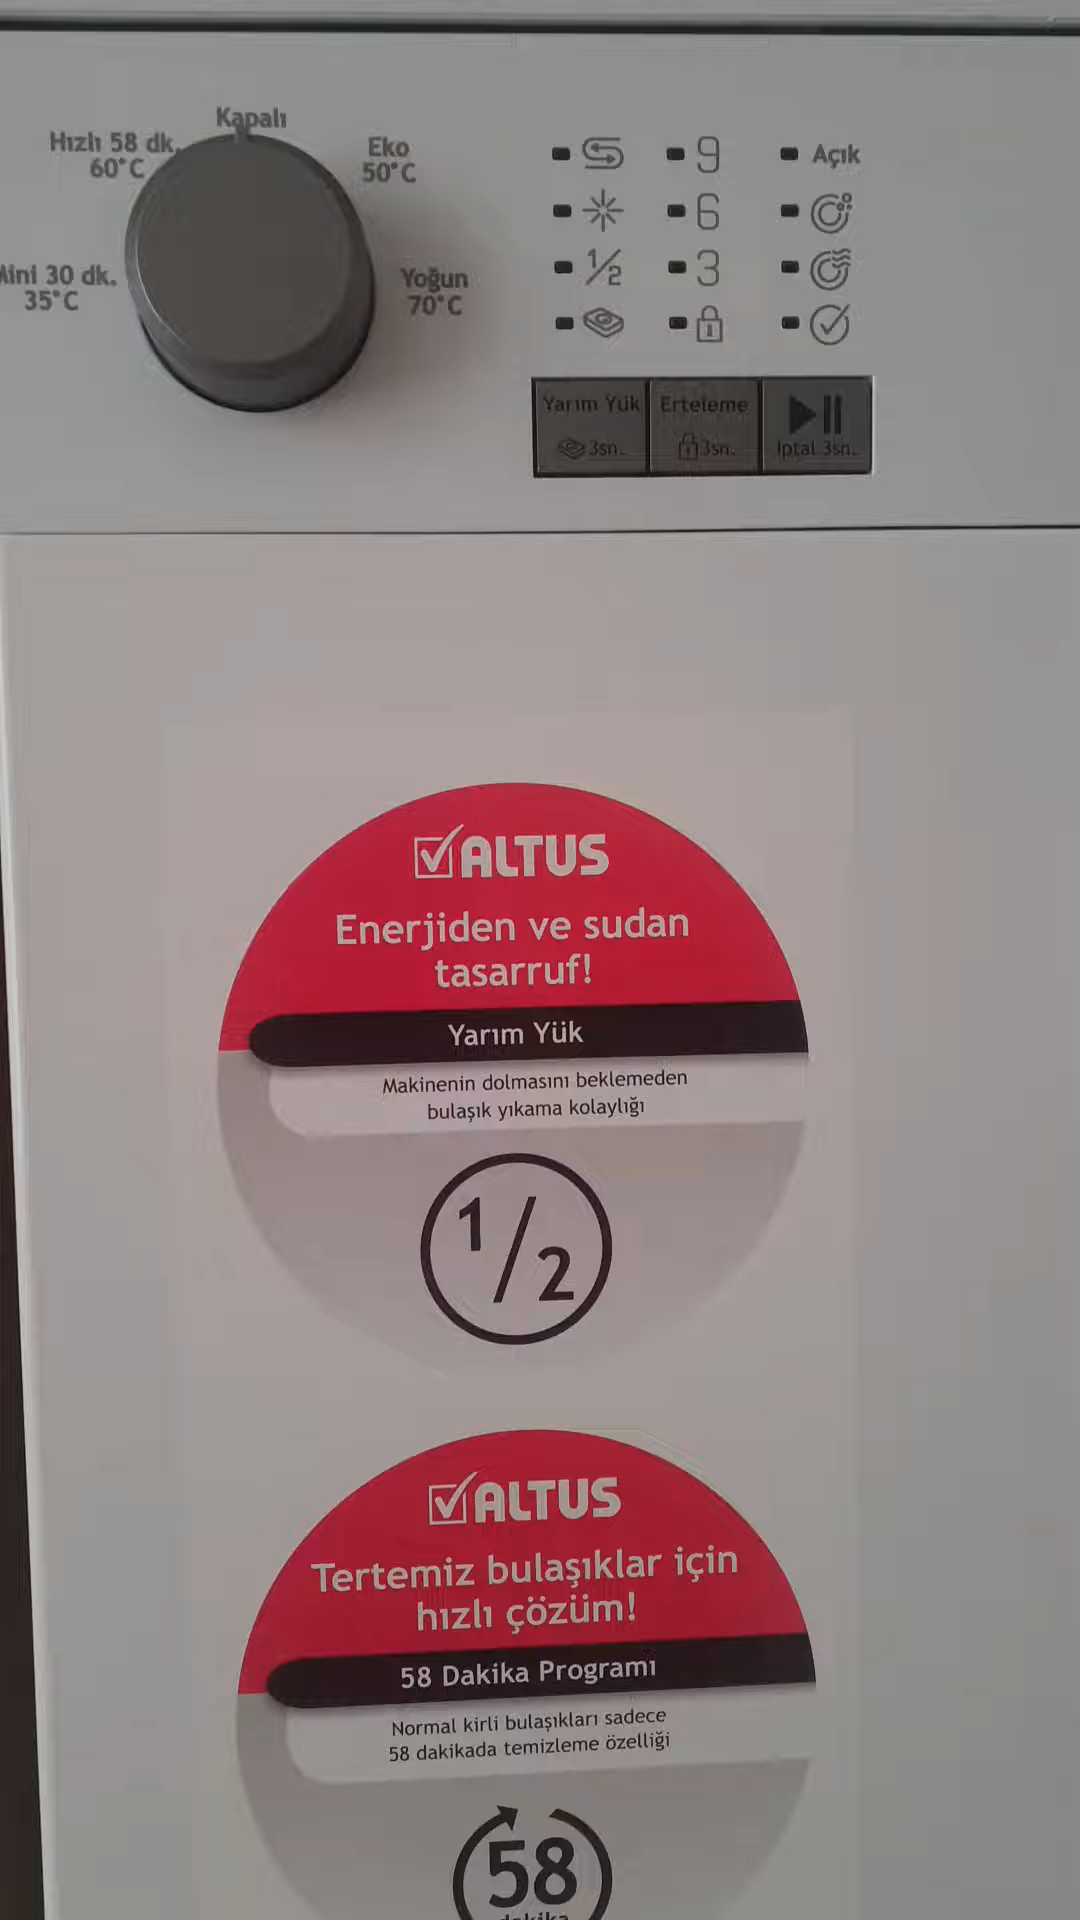 Kapalı
Hızlı 58 dk.
60°C
Eko
50°C
Mini 30 dk.
35°C
Yoğun
70°C
9
Açık
6
1/2
3
Yarım Yük
3sn.
Erteleme
3sn.
İptal 3sn.
ALTUS
Enerjiden ve sudan
tasarruf!
Yarım Yük
Makinenin dolmasını beklemeden
bulaşık yıkama kolaylığı
1/2
ALTUS
Tertemiz bulaşıklar için
hızlı çözüm!
58 Dakika Programı
Normal kirli bulaşıkları sadece
58 dakikada temizleme özelliği
58
dakika